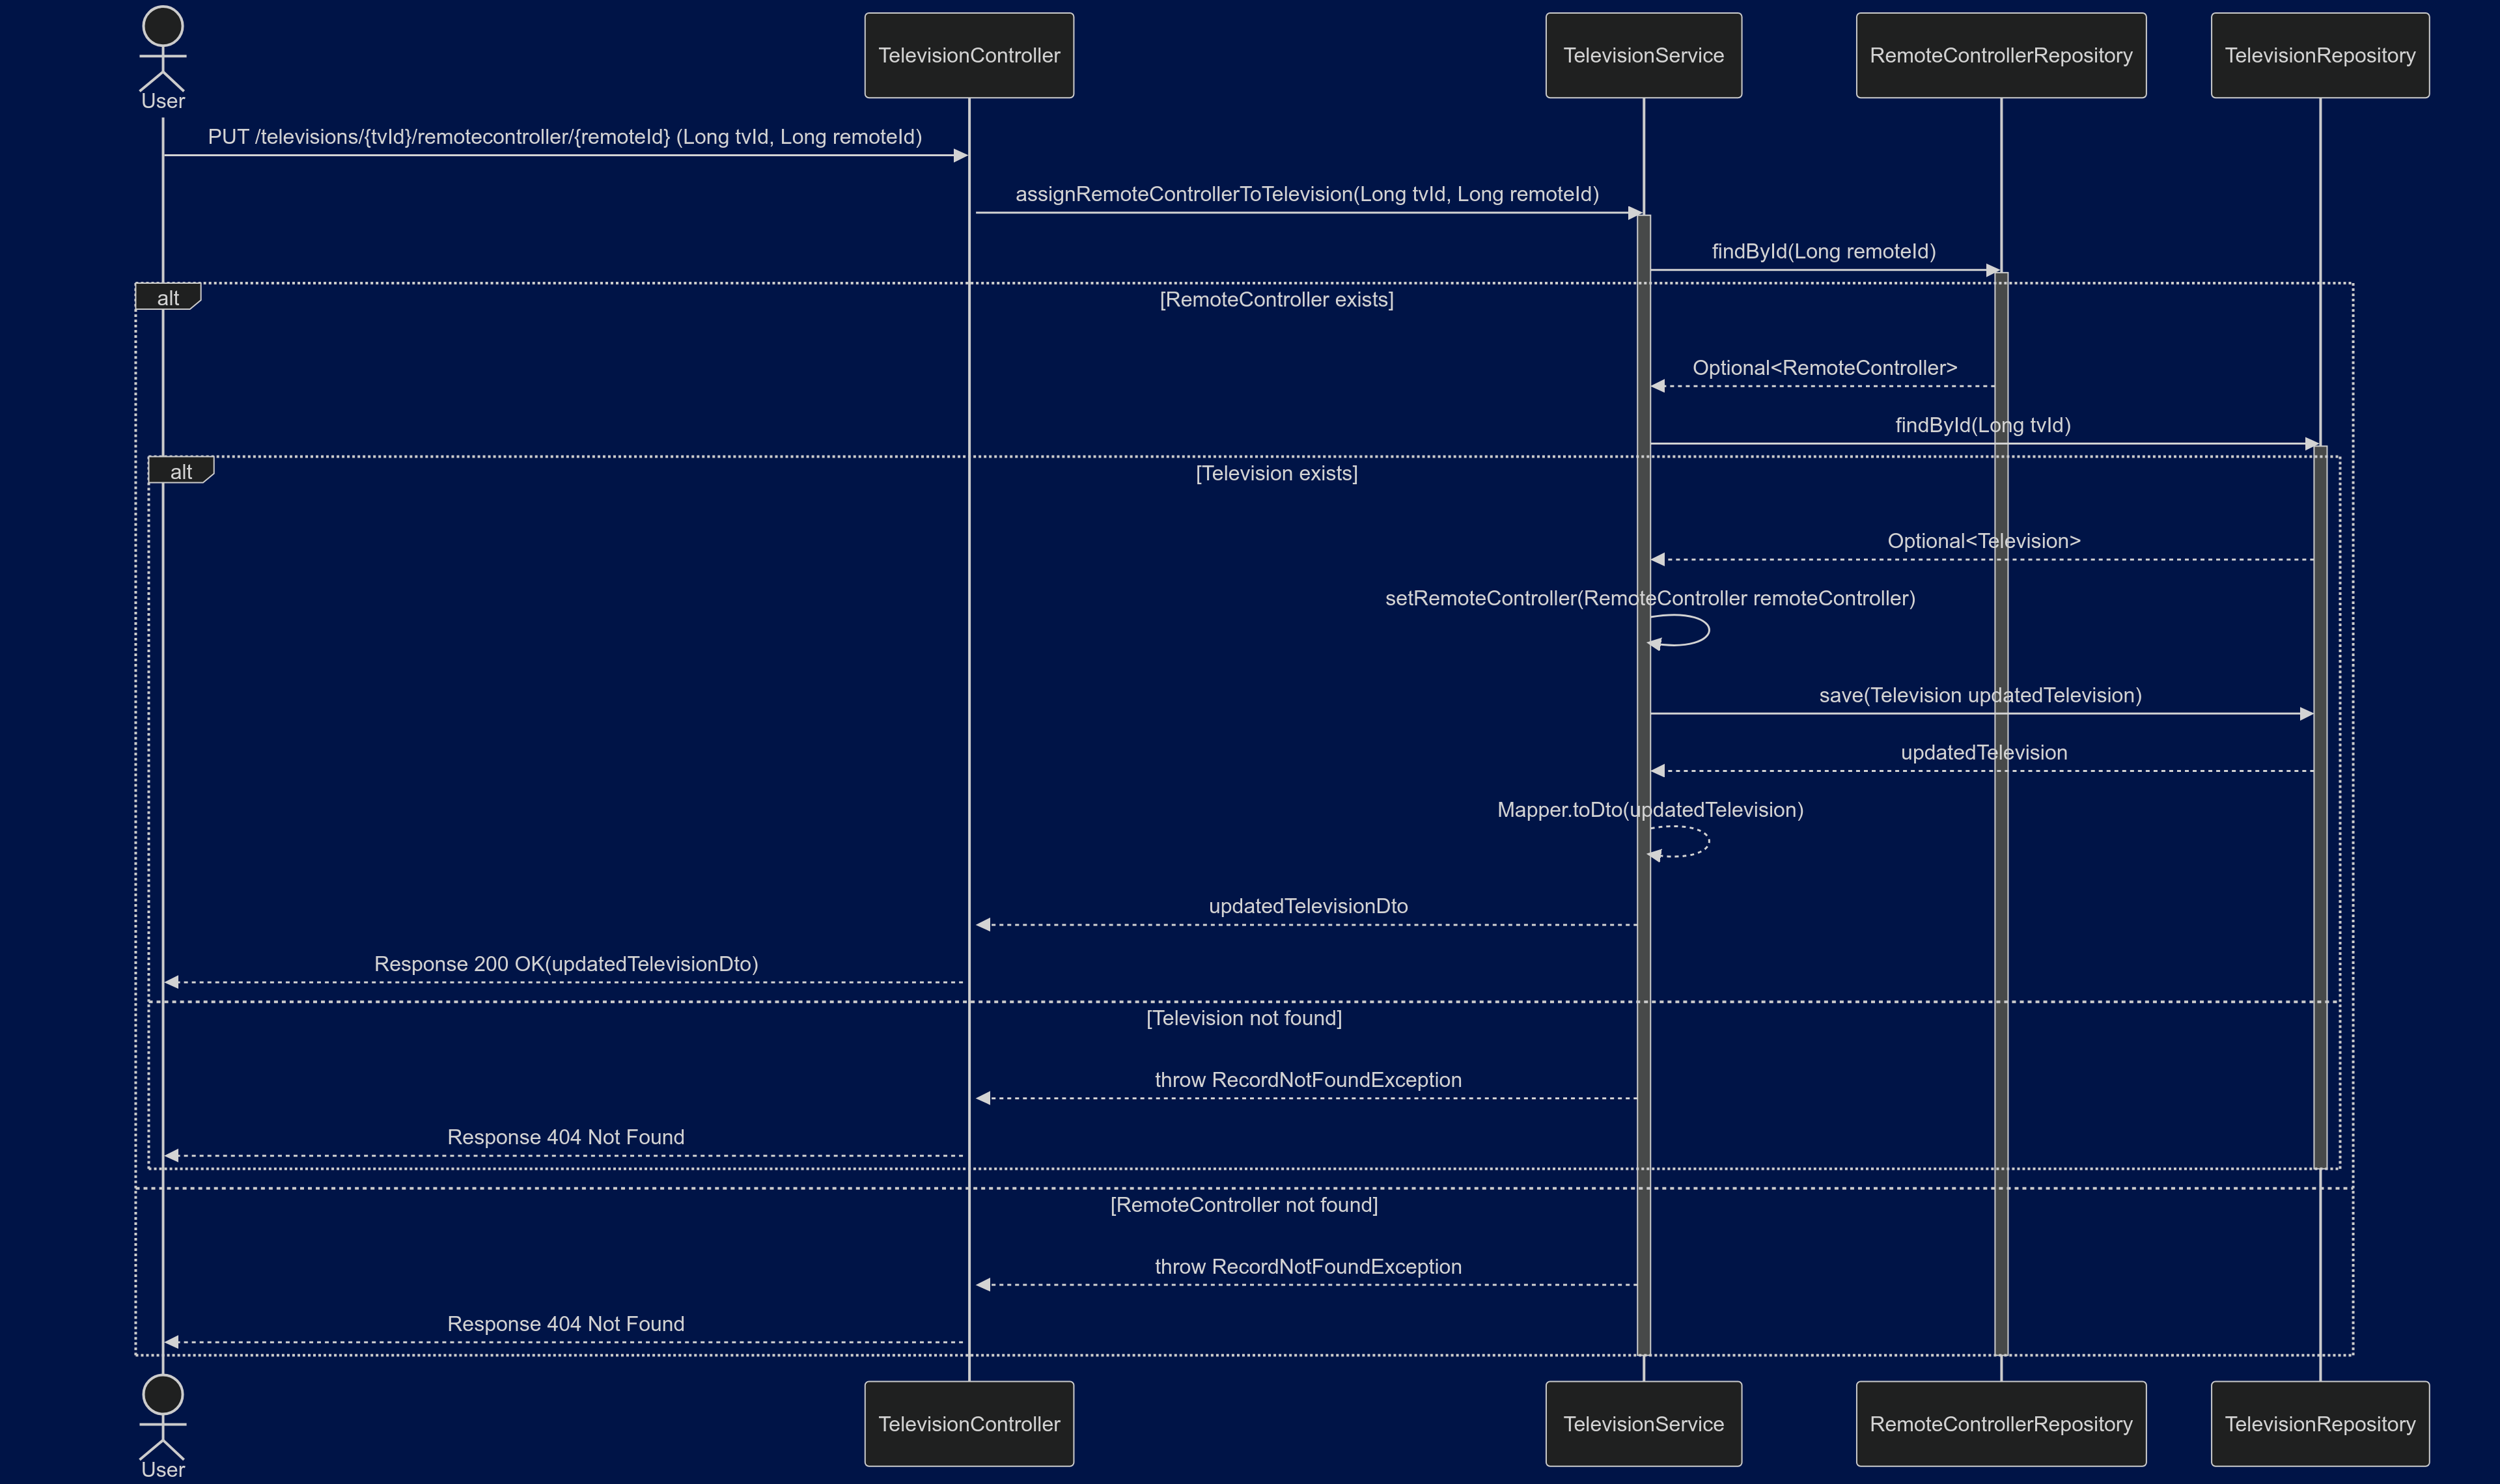 User
TelevisionController
TelevisionService
RemoteControllerRepository
TelevisionRepository
PUT /televisions/{tvId}/remotecontroller/{remoteId} (Long tvId, Long remoteId)
assignRemoteControllerToTelevision(Long tvId, Long remoteId)
findById(Long remoteId)
alt
[RemoteController exists]
Optional<RemoteController>
findById(Long tvId)
alt
[Television exists]
Optional<Television>
setRemoteController(RemoteController remoteController)
save(Television updatedTelevision)
updatedTelevision
Mapper.toDto(updatedTelevision)
updatedTelevisionDto
Response 200 OK(updatedTelevisionDto)
[Television not found]
throw RecordNotFoundException
Response 404 Not Found
[RemoteController not found]
throw RecordNotFoundException
Response 404 Not Found
User
TelevisionController
TelevisionService
RemoteControllerRepository
TelevisionRepository